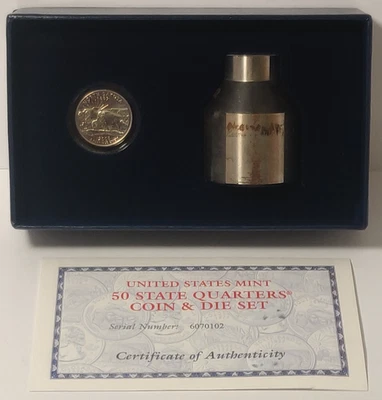 UNITED STATES MINT
50 STATE QUARTERS®
COIN & DIE SET
Serial Number: 6070102
Certificate of Authenticity